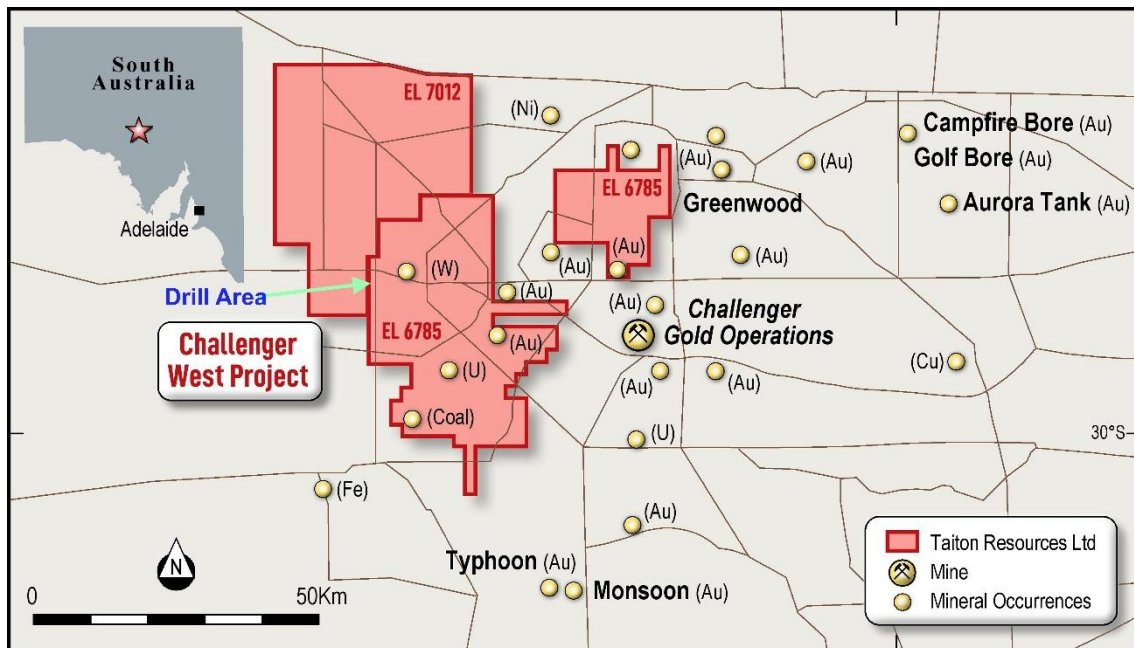 South
Australia
Adelaide
EL 7012
(Ni)
Campfire Bore (Au)
(Au)
(Au)
Golf Bore (Au)
EL 6785
Greenwood
Aurora Tank (Au)
(W)
(Au)
(Au)
(Au)
Drill Area
(Au)
(Au)
Challenger
Gold Operations
EL 6785
Challenger
West Project
(Au)
(U)
(Au)
(Au)
(Cu)
(Coal)
(U)
30°S
(Fe)
(Au)
Typhoon (Au)
Monsoon (Au)
N
0
50Km
Taiton Resources Ltd
Mine
Mineral Occurrences